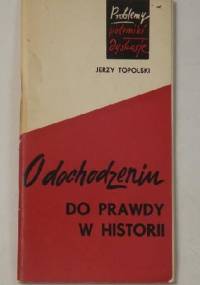 Problemy
polemiki
dyskusje
JERZY TOPOLSKI
O dochodzeniu
DO PRAWDY
W HISTORII